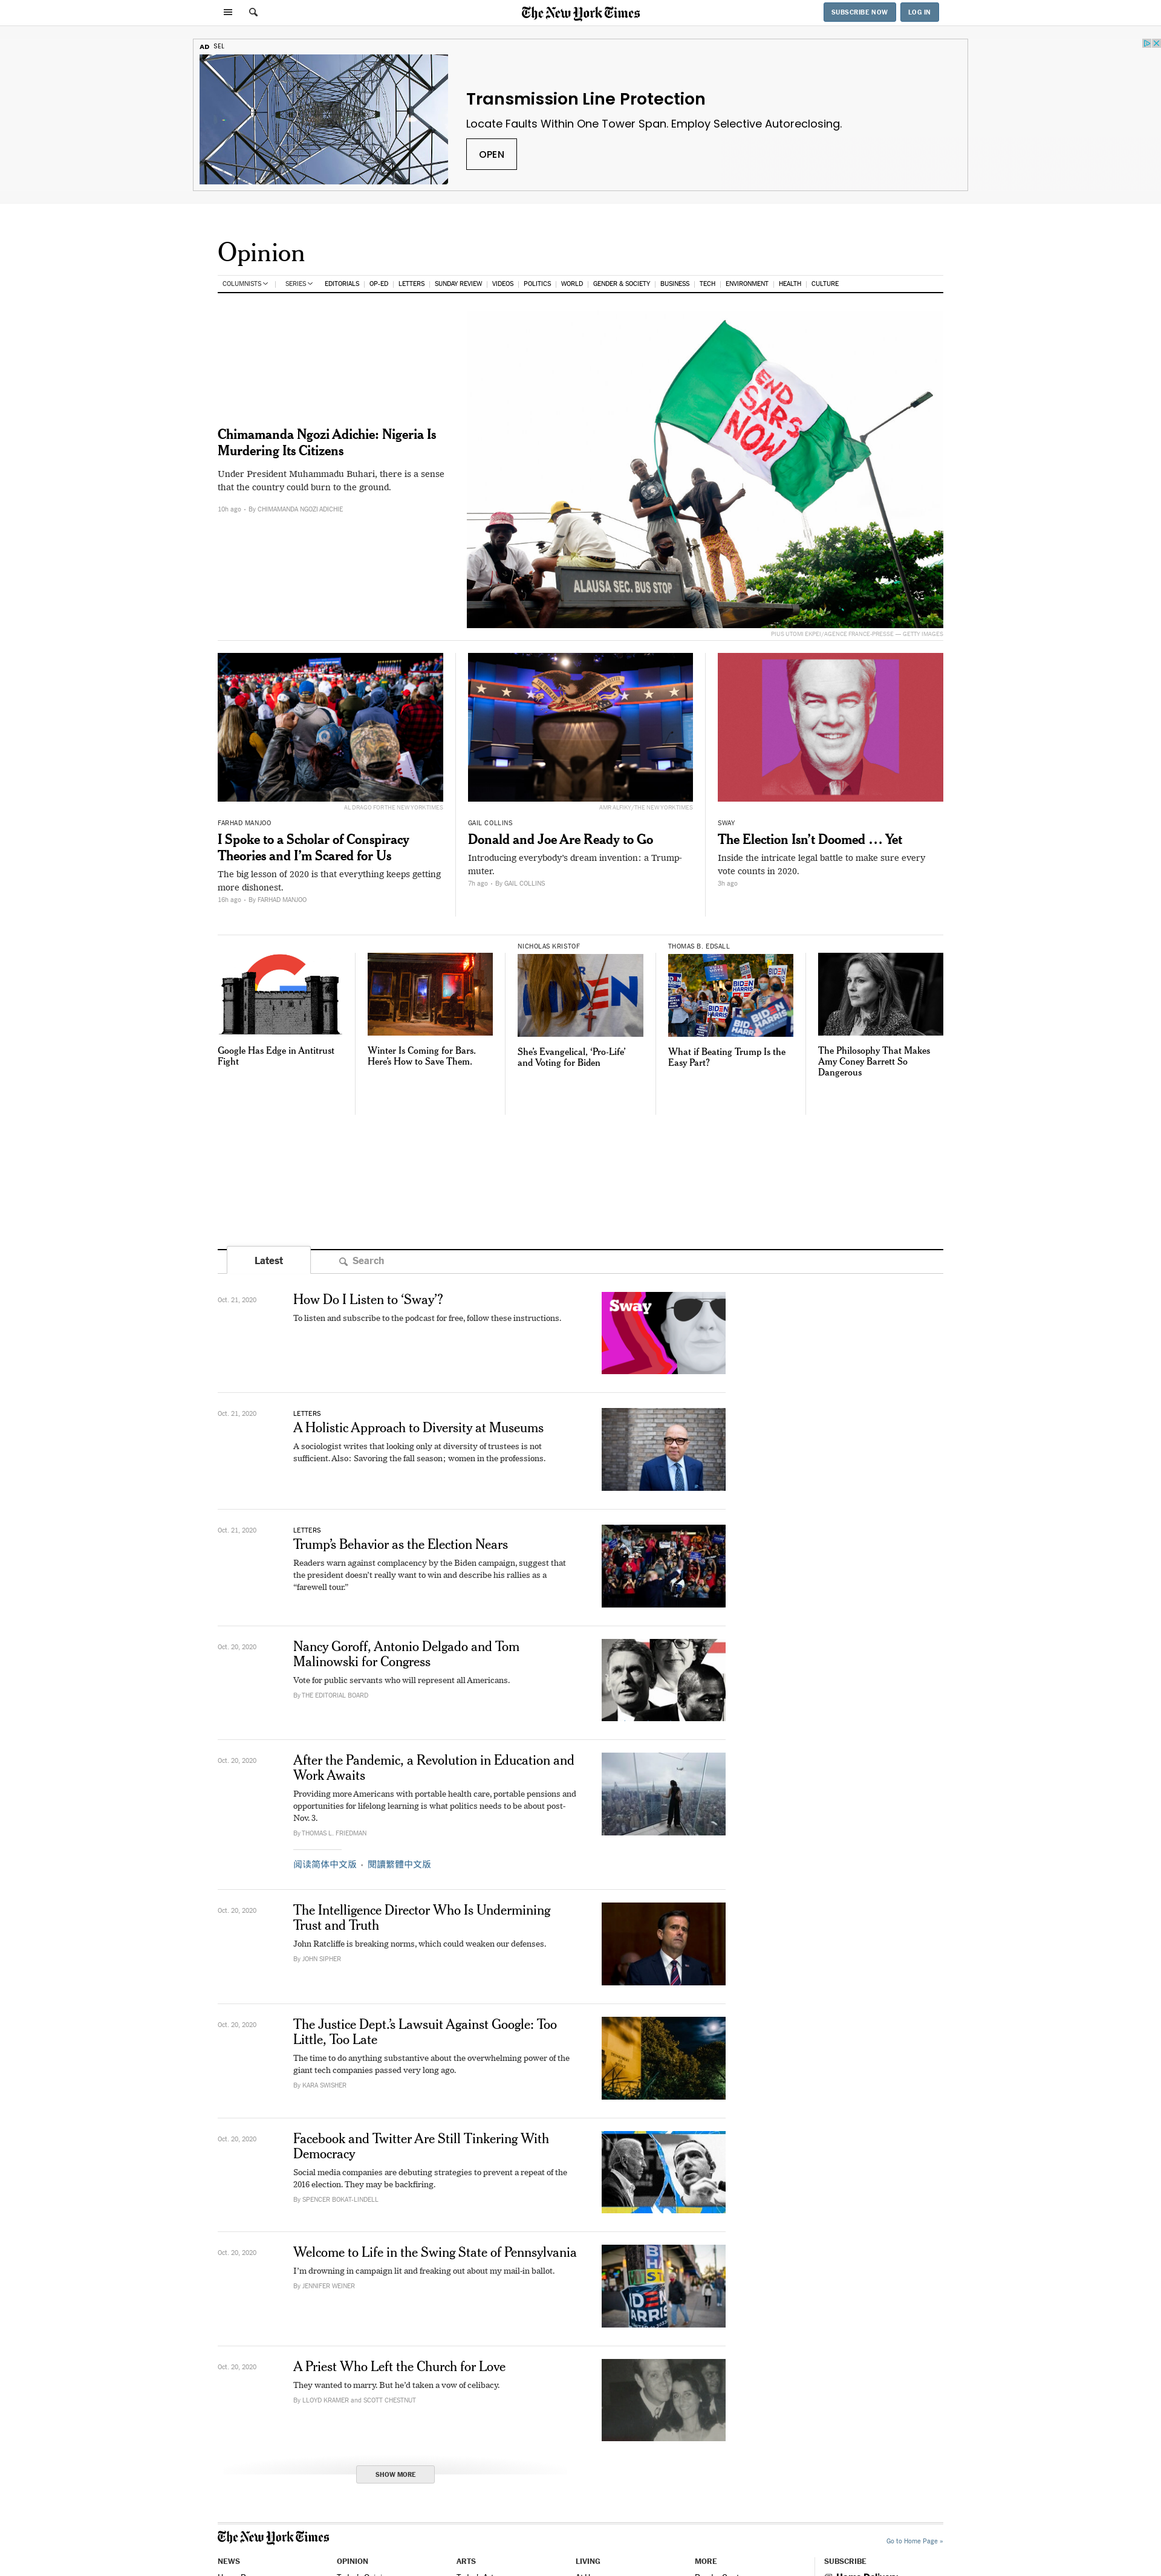 The New York Times
SUBSCRIBE NOW
LOG IN
AD SEL
Transmission Line Protection
Locate Faults Within One Tower Span. Employ Selective Autoreclosing.
OPEN
Opinion
COLUMNISTS
SERIES
EDITORIALS
OP-ED
LETTERS
SUNDAY REVIEW
VIDEOS
POLITICS
WORLD
GENDER & SOCIETY
BUSINESS
TECH
ENVIRONMENT
HEALTH
CULTURE
Chimamanda Ngozi Adichie: Nigeria Is
Murdering Its Citizens
Under President Muhammadu Buhari, there is a sense
that the country could burn to the ground.
10h ago · By CHIMAMANDA NGOZI ADICHIE
END
SARS
NOW
ALAUSA SEC. BUS STOP
PIUS UTOMI EKPEI/AGENCE FRANCE-PRESSE — GETTY IMAGES
AL DRAGO FOR THE NEW YORK TIMES
FARHAD MANJOO
I Spoke to a Scholar of Conspiracy
Theories and I’m Scared for Us
The big lesson of 2020 is that everything keeps getting
more dishonest.
16h ago · By FARHAD MANJOO
AMR ALFIKY/THE NEW YORK TIMES
GAIL COLLINS
Donald and Joe Are Ready to Go
Introducing everybody's dream invention: a Trump-
muter.
7h ago · By GAIL COLLINS
SWAY
The Election Isn’t Doomed … Yet
Inside the intricate legal battle to make sure every
vote counts in 2020.
3h ago
Google Has Edge in Antitrust
Fight
Winter Is Coming for Bars.
Here’s How to Save Them.
NICHOLAS KRISTOF
She’s Evangelical, ‘Pro-Life’
and Voting for Biden
THOMAS B. EDSALL
BIDEN
HARRIS
What if Beating Trump Is the
Easy Part?
The Philosophy That Makes
Amy Coney Barrett So
Dangerous
Latest
Search
Oct. 21, 2020
How Do I Listen to ‘Sway’?
To listen and subscribe to the podcast for free, follow these instructions.
Sway
Oct. 21, 2020
LETTERS
A Holistic Approach to Diversity at Museums
A sociologist writes that looking only at diversity of trustees is not
sufficient. Also: Savoring the fall season; women in the professions.
Oct. 21, 2020
LETTERS
Trump’s Behavior as the Election Nears
Readers warn against complacency by the Biden campaign, suggest that
the president doesn't really want to win and describe his rallies as a
“farewell tour.”
Oct. 20, 2020
Nancy Goroff, Antonio Delgado and Tom
Malinowski for Congress
Vote for public servants who will represent all Americans.
By THE EDITORIAL BOARD
Oct. 20, 2020
After the Pandemic, a Revolution in Education and
Work Awaits
Providing more Americans with portable health care, portable pensions and
opportunities for lifelong learning is what politics needs to be about post-
Nov. 3.
By THOMAS L. FRIEDMAN
阅读简体中文版 · 閱讀繁體中文版
Oct. 20, 2020
The Intelligence Director Who Is Undermining
Trust and Truth
John Ratcliffe is breaking norms, which could weaken our defenses.
By JOHN SIPHER
Oct. 20, 2020
The Justice Dept.’s Lawsuit Against Google: Too
Little, Too Late
The time to do anything substantive about the overwhelming power of the
giant tech companies passed very long ago.
By KARA SWISHER
Oct. 20, 2020
Facebook and Twitter Are Still Tinkering With
Democracy
Social media companies are debuting strategies to prevent a repeat of the
2016 election. They may be backfiring.
By SPENCER BOKAT-LINDELL
Oct. 20, 2020
Welcome to Life in the Swing State of Pennsylvania
I’m drowning in campaign lit and freaking out about my mail-in ballot.
By JENNIFER WEINER
Oct. 20, 2020
A Priest Who Left the Church for Love
They wanted to marry. But he’d taken a vow of celibacy.
By LLOYD KRAMER and SCOTT CHESTNUT
SHOW MORE
The New York Times
Go to Home Page »
NEWS
OPINION
ARTS
LIVING
MORE
SUBSCRIBE